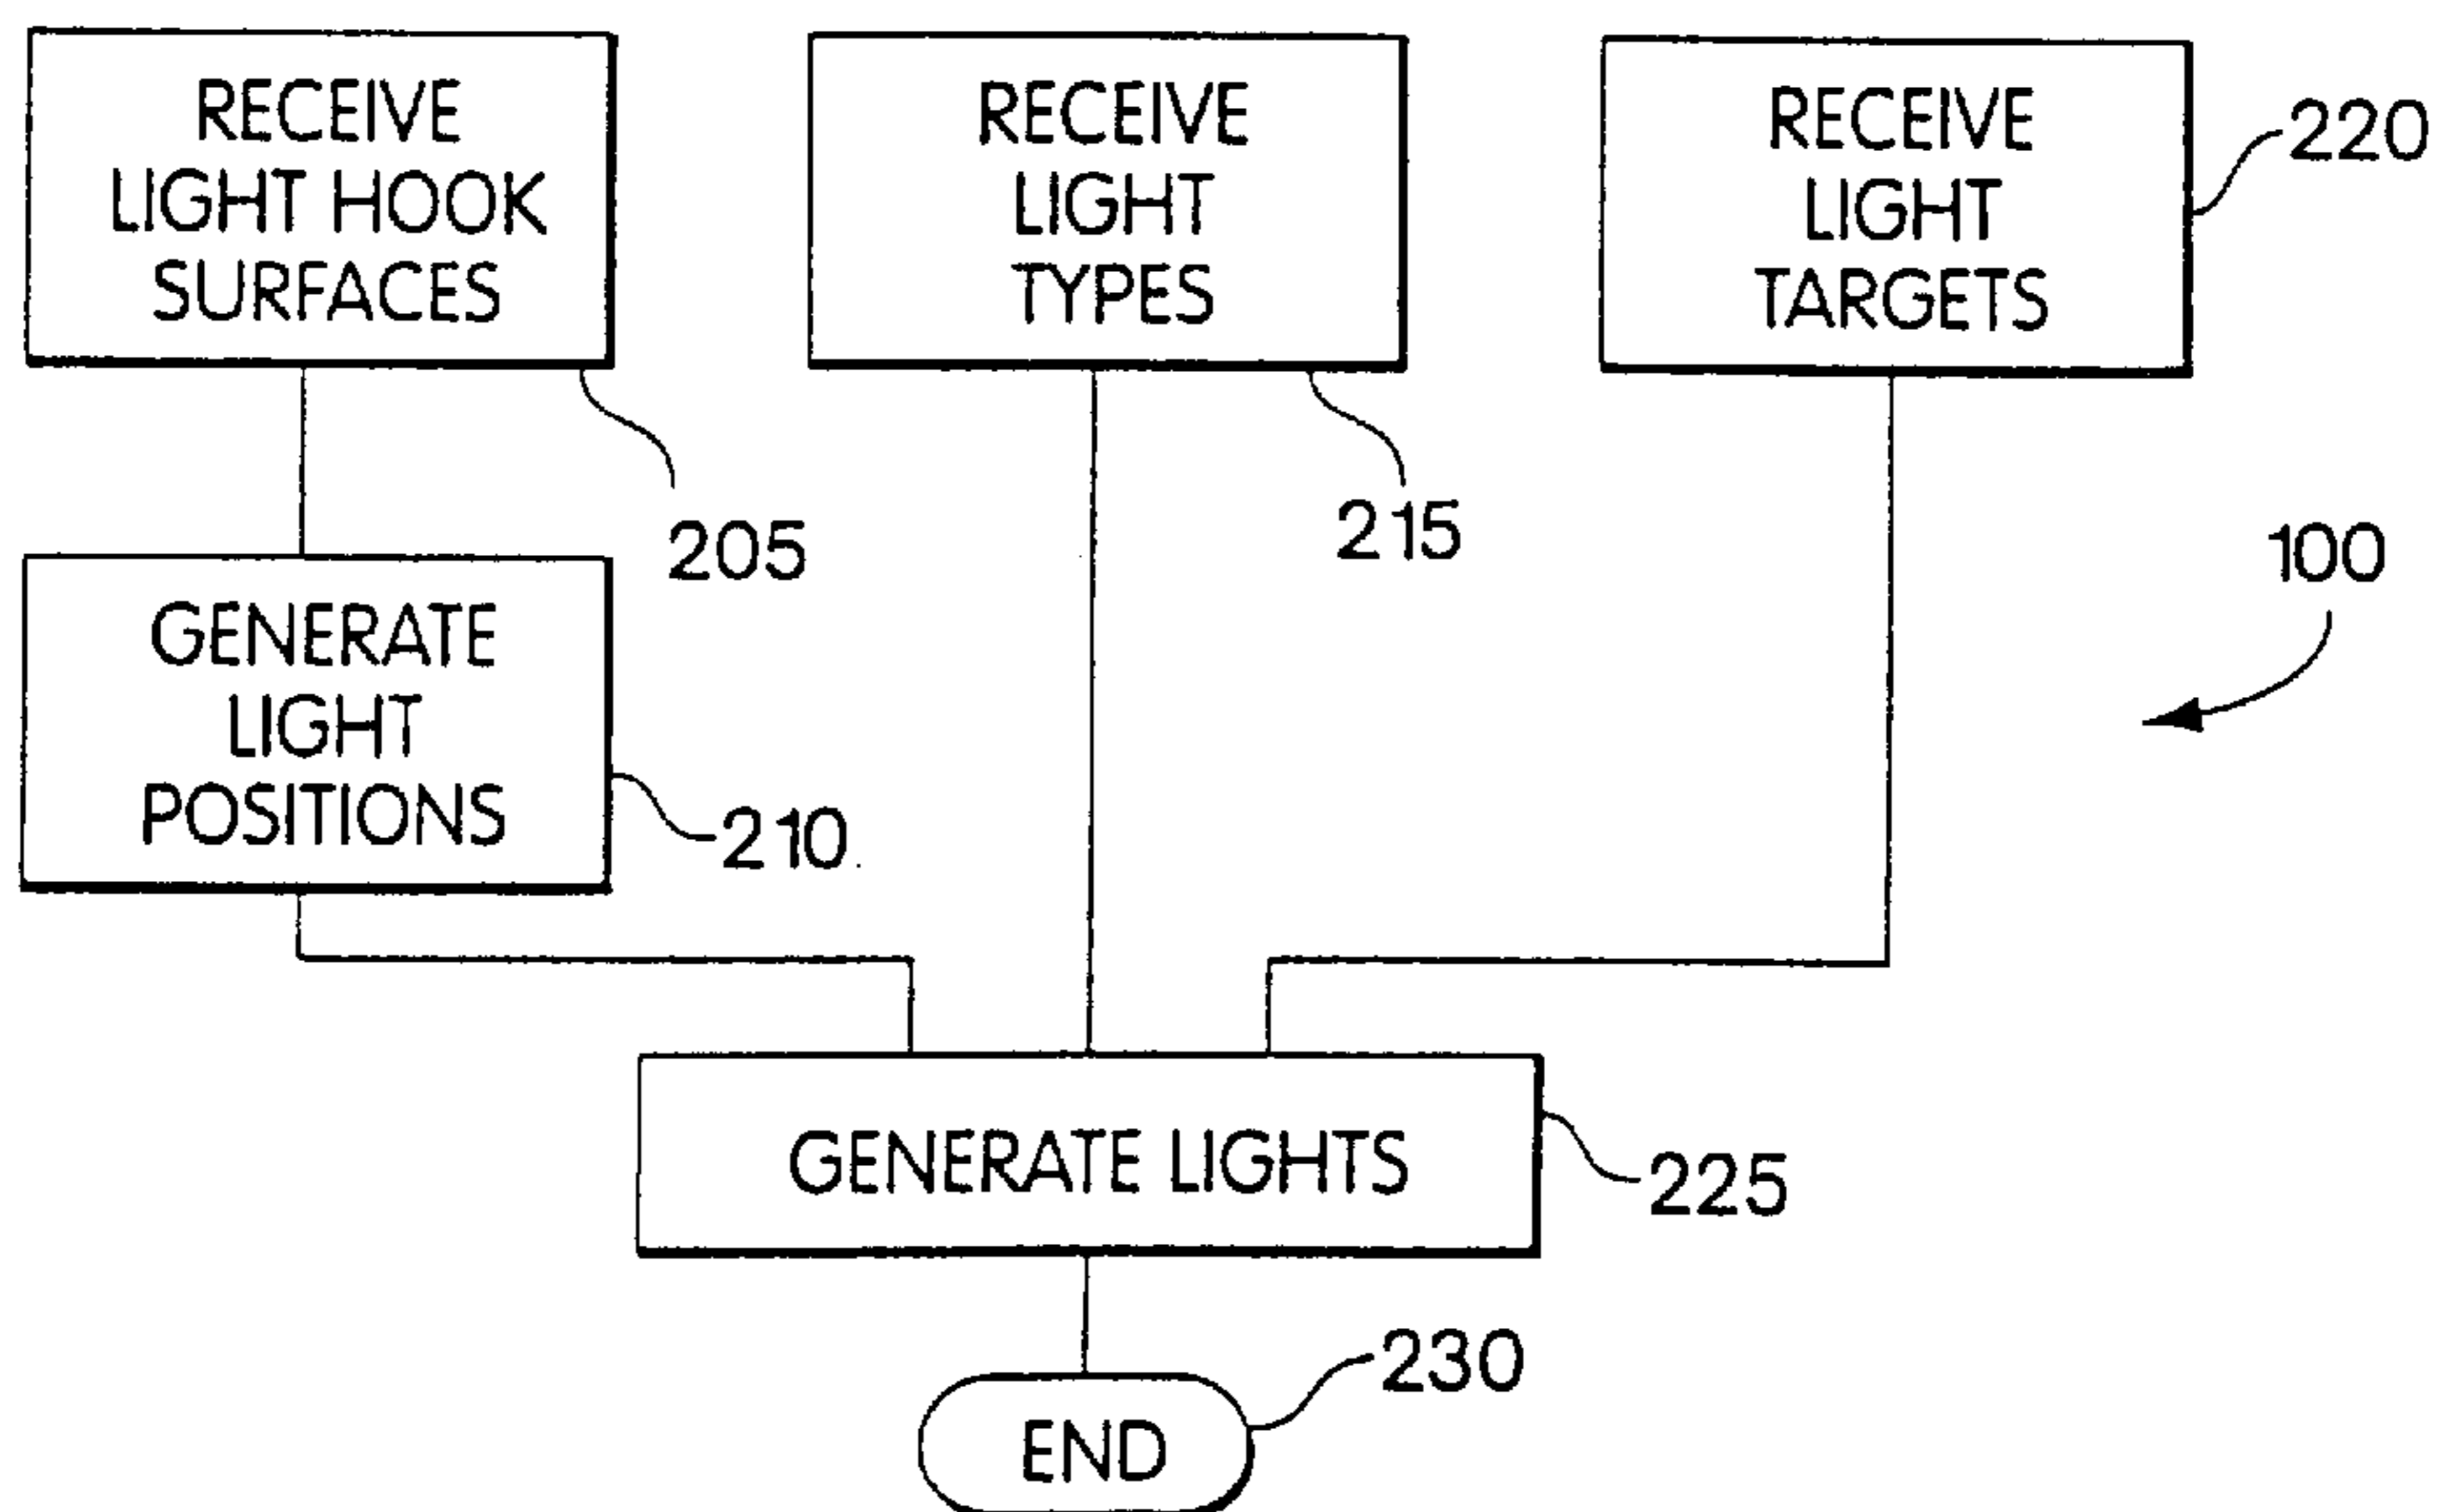 RECEIVE
LIGHT HOOK
SURFACES
205
RECEIVE
LIGHT
TYPES
215
RECEIVE
LIGHT
TARGETS
220
100
GENERATE
LIGHT
POSITIONS
210
GENERATE LIGHTS
225
END
230